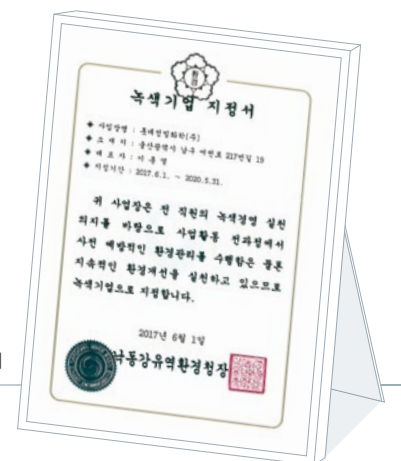 녹색기업 지정서
◆ 사업장명 : 롯데정밀화학(주)
◆ 소 재 지 : 울산광역시 남구 여천로 217번길 19
◆ 대 표 자 : 이 홍 열
◆ 지정기간 : 2017.6.1. ~ 2020.5.31.
귀 사업장은 전 직원의 녹색경영 실천
의지를 바탕으로 사업활동 전과정에서
사전 예방적인 환경관리를 수행함은 물론
지속적인 환경개선을 실천하고 있으므로
녹색기업으로 지정합니다.
2017년 6월 1일
낙동강유역환경청장